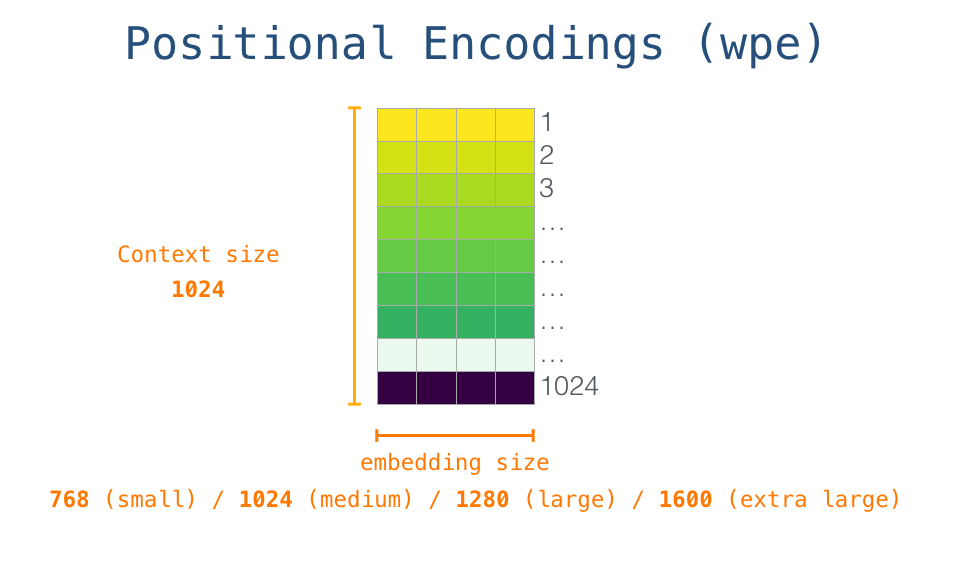 Positional Encodings (wpe)
1
2
3
...
...
...
...
...
1024
Context size
1024
embedding size
768 (small) / 1024 (medium) / 1280 (large) / 1600 (extra large)